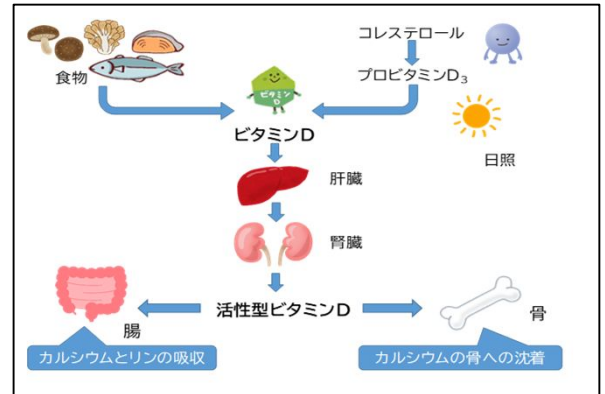 コレステロール
プロビタミンD₃
食物
ビタミン
D
ビタミンD
日照
肝臓
腎臓
活性型ビタミンD
腸
骨
カルシウムとリンの吸収
カルシウムの骨への沈着